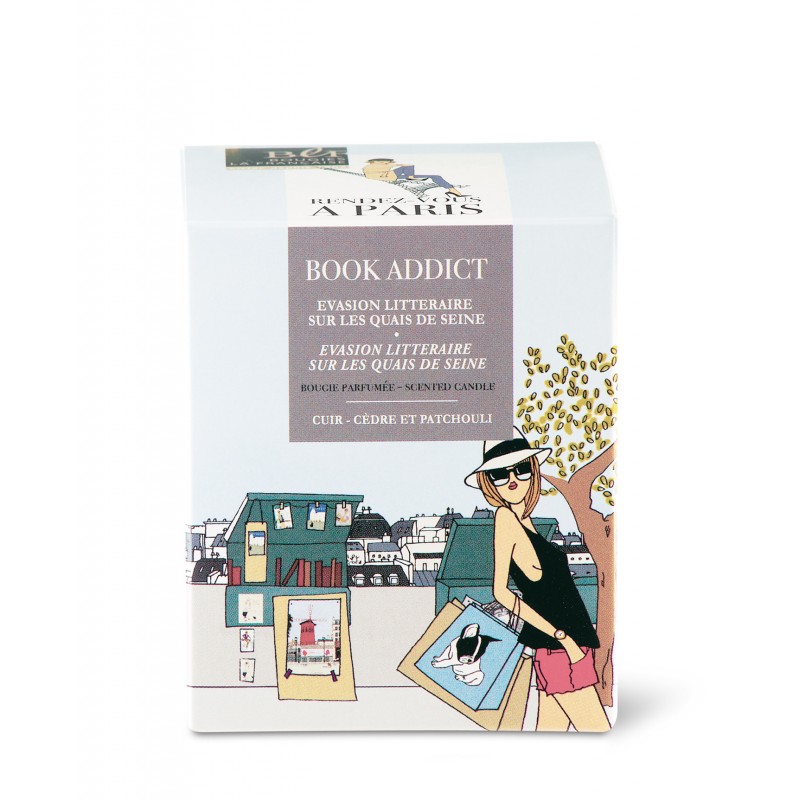 BLF
BOUGIES
LA FRANÇAISE
RENDEZ-VOUS
A PARIS
BOOK ADDICT
EVASION LITTERAIRE
SUR LES QUAIS DE SEINE
•
EVASION LITTERAIRE
SUR LES QUAIS DE SEINE
BOUGIE PARFUMÉE – SCENTED CANDLE
CUIR - CÈDRE ET PATCHOULI